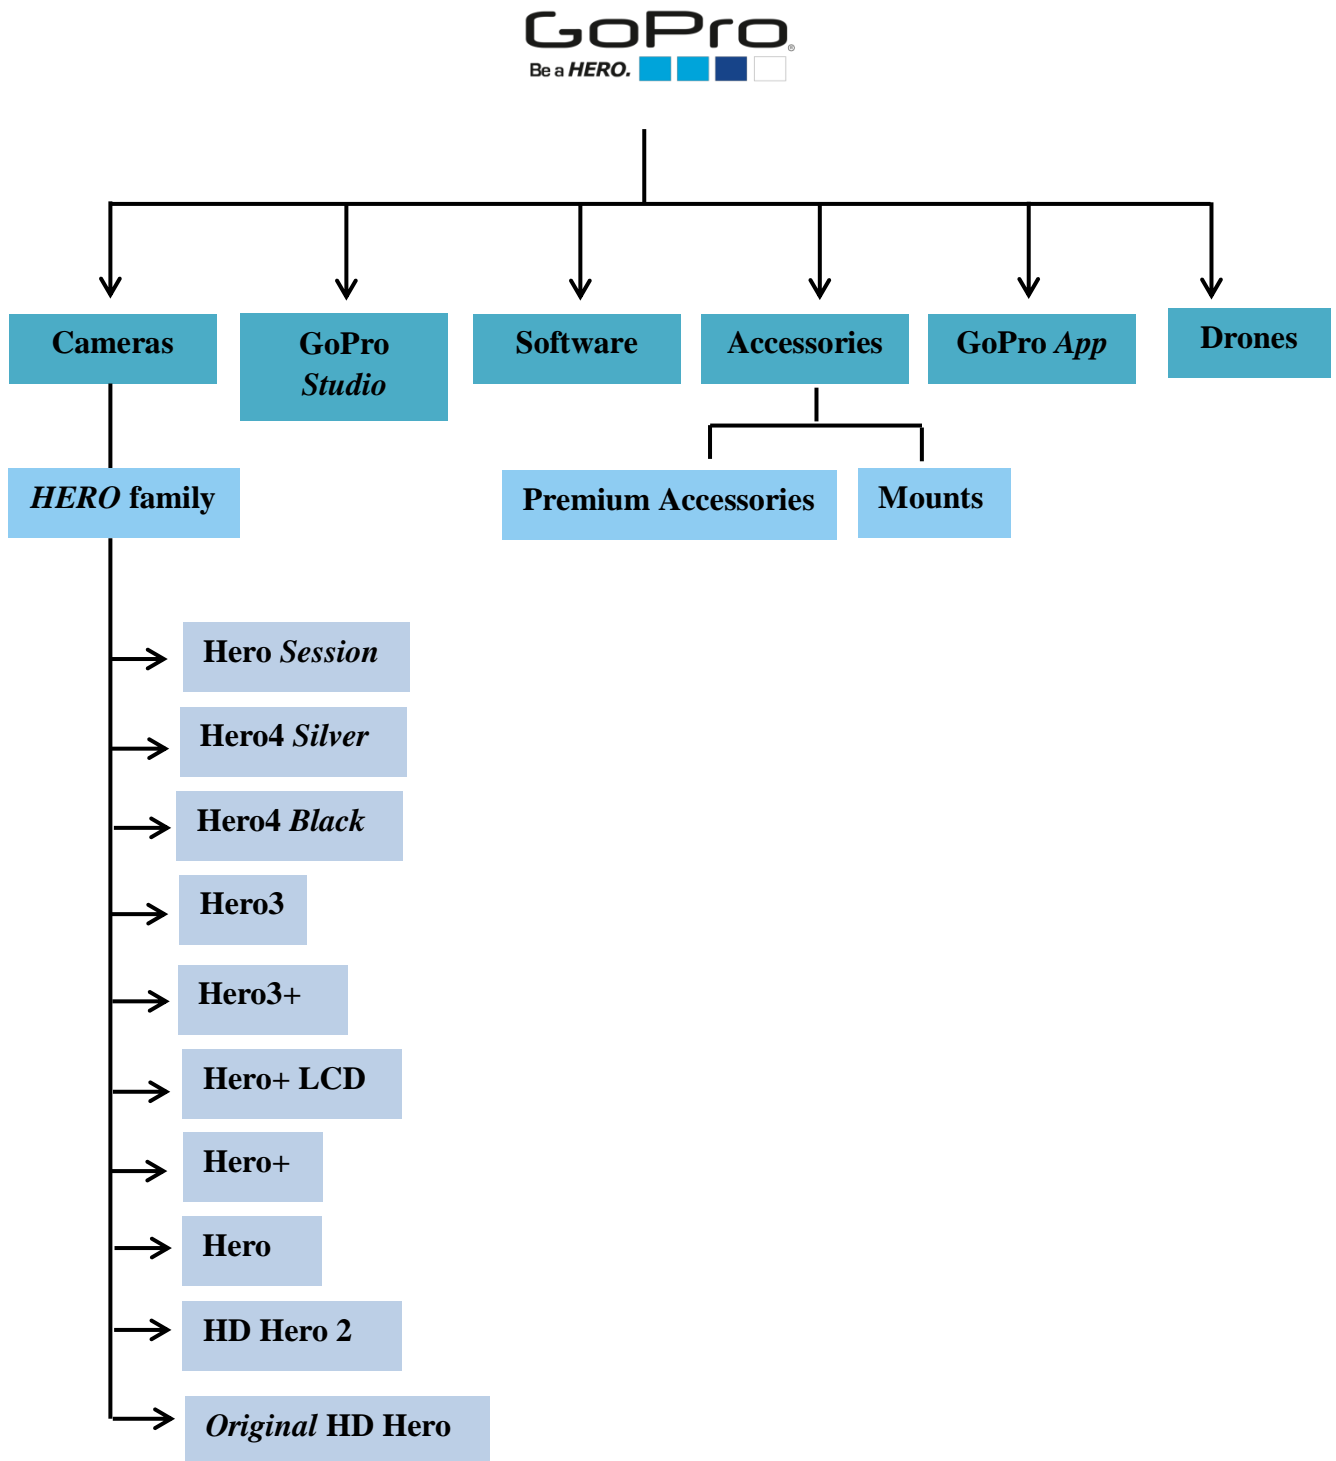 GoPro®
Be a HERO.
Cameras
GoPro
Studio
Software
Accessories
GoPro App
Drones
HERO family
Premium Accessories
Mounts
Hero Session
Hero4 Silver
Hero4 Black
Hero3
Hero3+
Hero+ LCD
Hero+
Hero
HD Hero 2
Original HD Hero